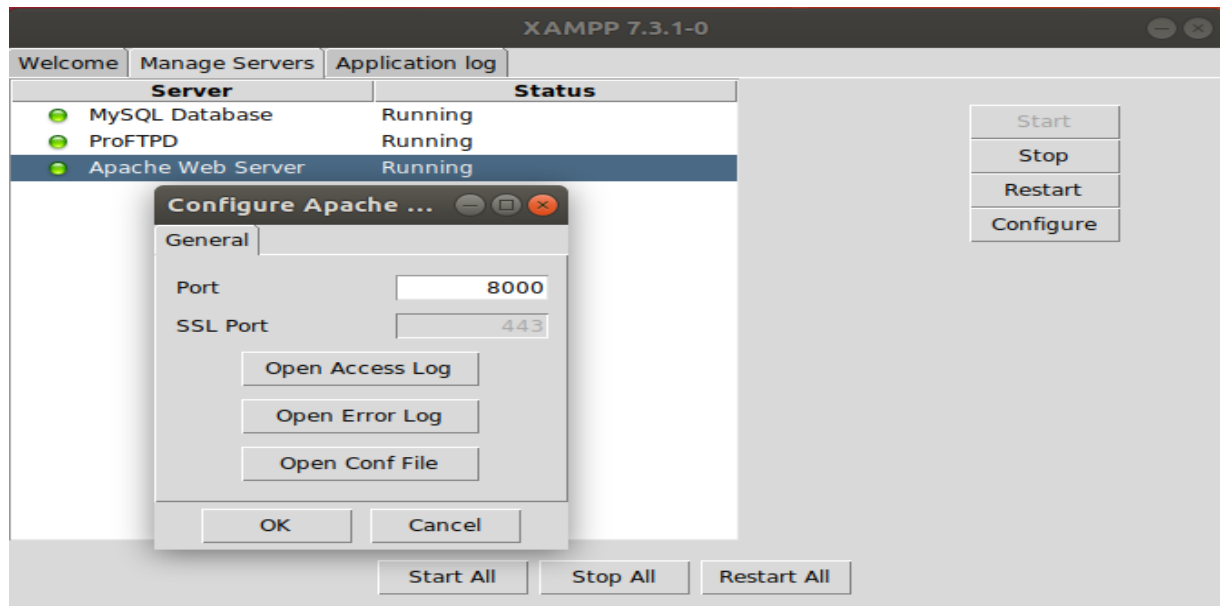 XAMPP 7.3.1-0
Welcome Manage Servers Application log
Server Status
MySQL Database Running
ProFTPD Running
Apache Web Server Running
Start
Stop
Restart
Configure
Configure Apache ...
General
Port 8000
SSL Port 443
Open Access Log
Open Error Log
Open Conf File
OK Cancel
Start All Stop All Restart All